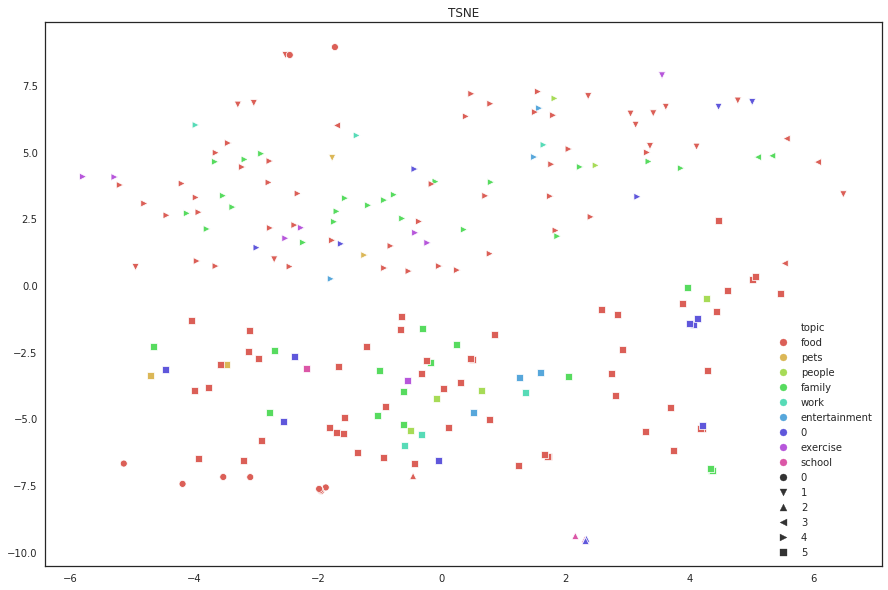 TSNE
7.5
5.0
2.5
0.0
−2.5
−5.0
−7.5
−10.0
−6
−4
−2
0
2
4
6
topic
food
pets
people
family
work
entertainment
0
exercise
school
0
1
2
3
4
5